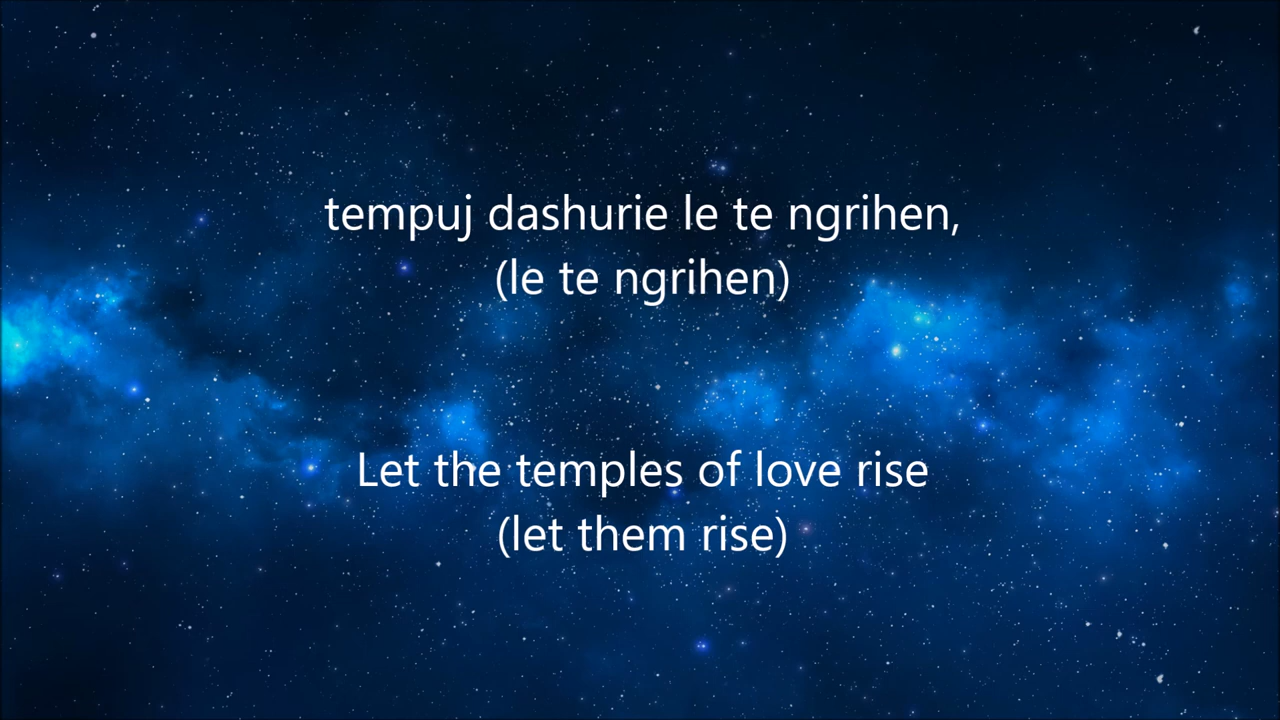 tempuj dashurie le te ngrihen,
(le te ngrihen)
Let the temples of love rise
(let them rise)